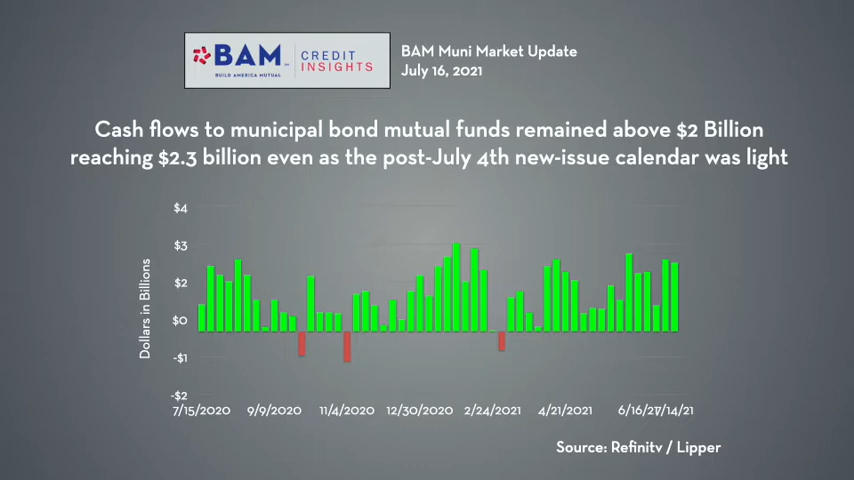 BAM
BUILD AMERICA MUTUAL
CREDIT
INSIGHTS
BAM Muni Market Update
July 16, 2021
Cash flows to municipal bond mutual funds remained above $2 Billion
reaching $2.3 billion even as the post-July 4th new-issue calendar was light
Dollars in Billions
$4
$3
$2
$0
-$1
-$2
7/15/2020 9/9/2020 11/4/2020 12/30/2020 2/24/2021 4/21/2021 6/16/21 7/14/21
Source: Refinitv / Lipper